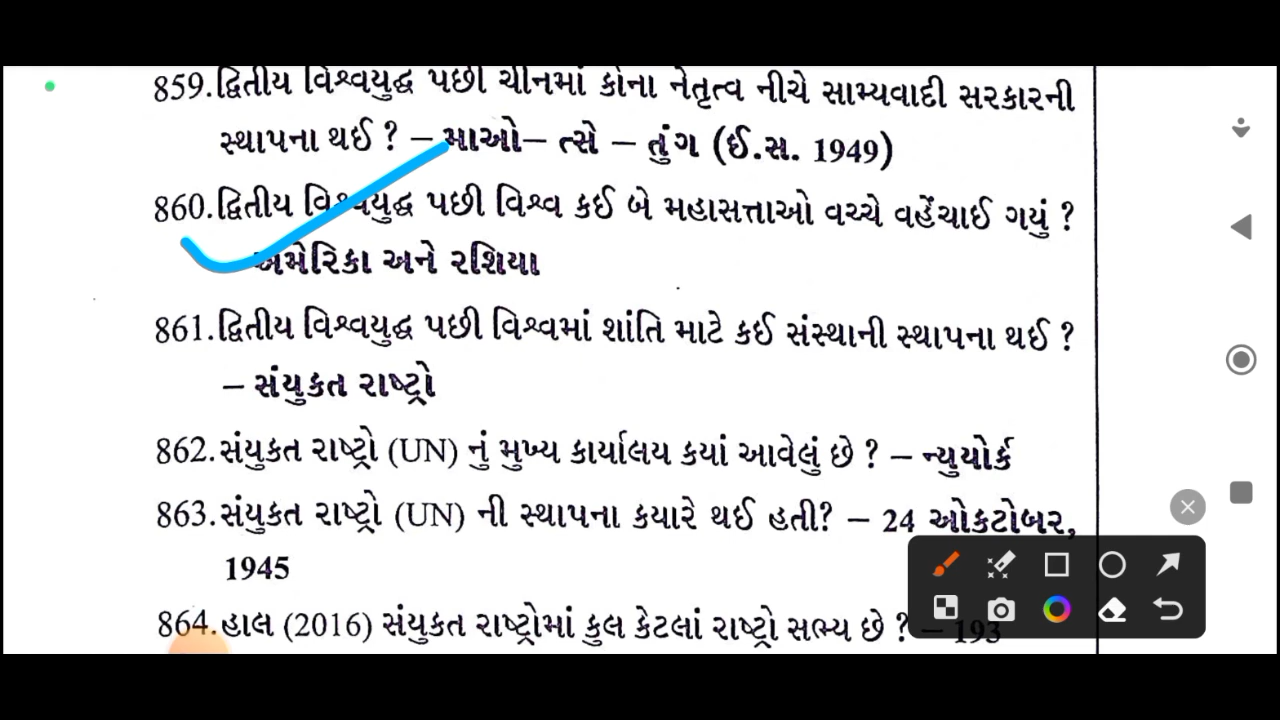 859.દ્વિતીય વિશ્વયુદ્ધ પછી ચીનમાં કોના નેતૃત્વ નીચે સામ્યવાદી સરકારની
સ્થાપના થઈ ? – માઓ– ત્સે – તુંગ (ઈ.સ. 1949)
860.દ્વિતીય વિશ્વયુદ્ધ પછી વિશ્વ કઈ બે મહાસત્તાઓ વચ્ચે વહેંચાઈ ગયું ?
અમેરિકા અને રશિયા
861.દ્વિતીય વિશ્વયુદ્ધ પછી વિશ્વમાં શાંતિ માટે કઈ સંસ્થાની સ્થાપના થઈ ?
– સંયુકત રાષ્ટ્રો
862.સંયુકત રાષ્ટ્રો (UN) નું મુખ્ય કાર્યાલય કયાં આવેલું છે ? – ન્યુયોર્ક
863.સંયુકત રાષ્ટ્રો (UN) ની સ્થાપના કયારે થઈ હતી? – 24 ઓકટોબર,
1945
864.હાલ (2016) સંયુકત રાષ્ટ્રોમાં કુલ કેટલાં રાષ્ટ્રો સભ્ય છે ? – 193